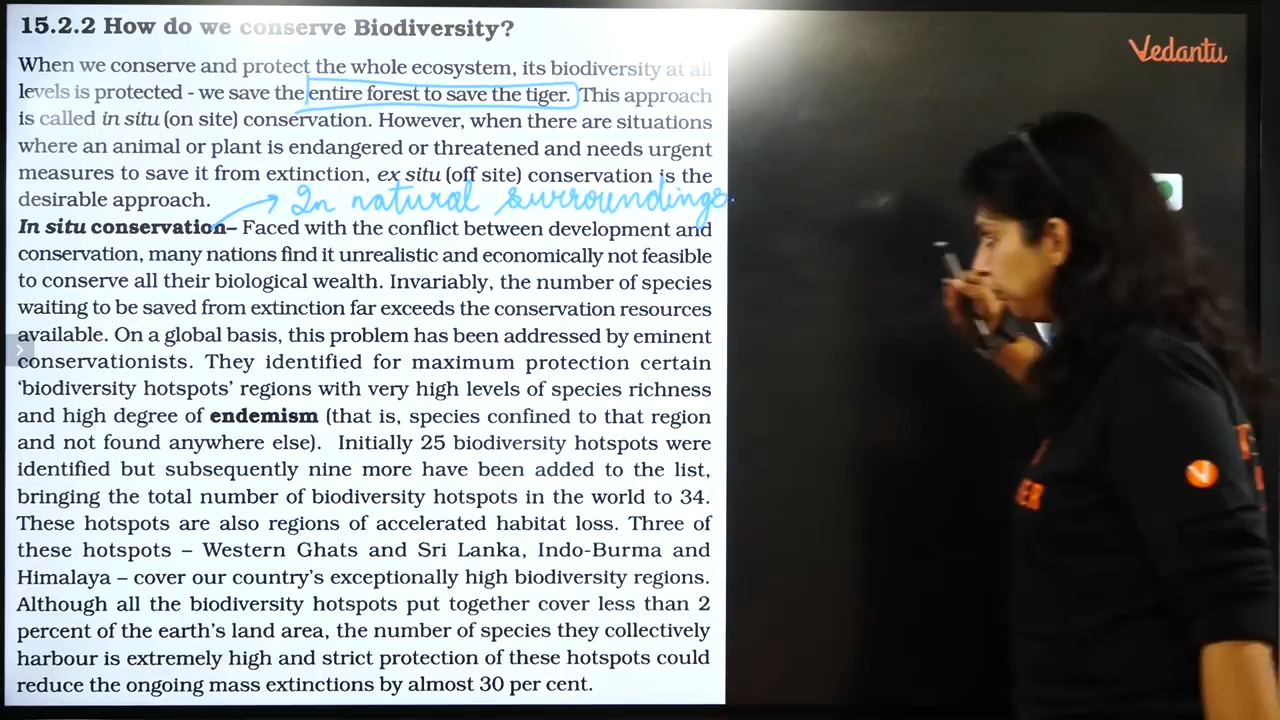 15.2.2 How do we conserve Biodiversity?
Vedantu
When we conserve and protect the whole ecosystem, its biodiversity at all
levels is protected - we save the entire forest to save the tiger. This approach
is called in situ (on site) conservation. However, when there are situations
where an animal or plant is endangered or threatened and needs urgent
measures to save it from extinction, ex situ (off site) conservation is the
desirable approach.
In natural surroundings.
In situ conservation– Faced with the conflict between development and
conservation, many nations find it unrealistic and economically not feasible
to conserve all their biological wealth. Invariably, the number of species
waiting to be saved from extinction far exceeds the conservation resources
available. On a global basis, this problem has been addressed by eminent
conservationists. They identified for maximum protection certain
‘biodiversity hotspots’ regions with very high levels of species richness
and high degree of endemism (that is, species confined to that region
and not found anywhere else). Initially 25 biodiversity hotspots were
identified but subsequently nine more have been added to the list,
bringing the total number of biodiversity hotspots in the world to 34.
These hotspots are also regions of accelerated habitat loss. Three of
these hotspots – Western Ghats and Sri Lanka, Indo-Burma and
Himalaya – cover our country’s exceptionally high biodiversity regions.
Although all the biodiversity hotspots put together cover less than 2
percent of the earth’s land area, the number of species they collectively
harbour is extremely high and strict protection of these hotspots could
reduce the ongoing mass extinctions by almost 30 per cent.